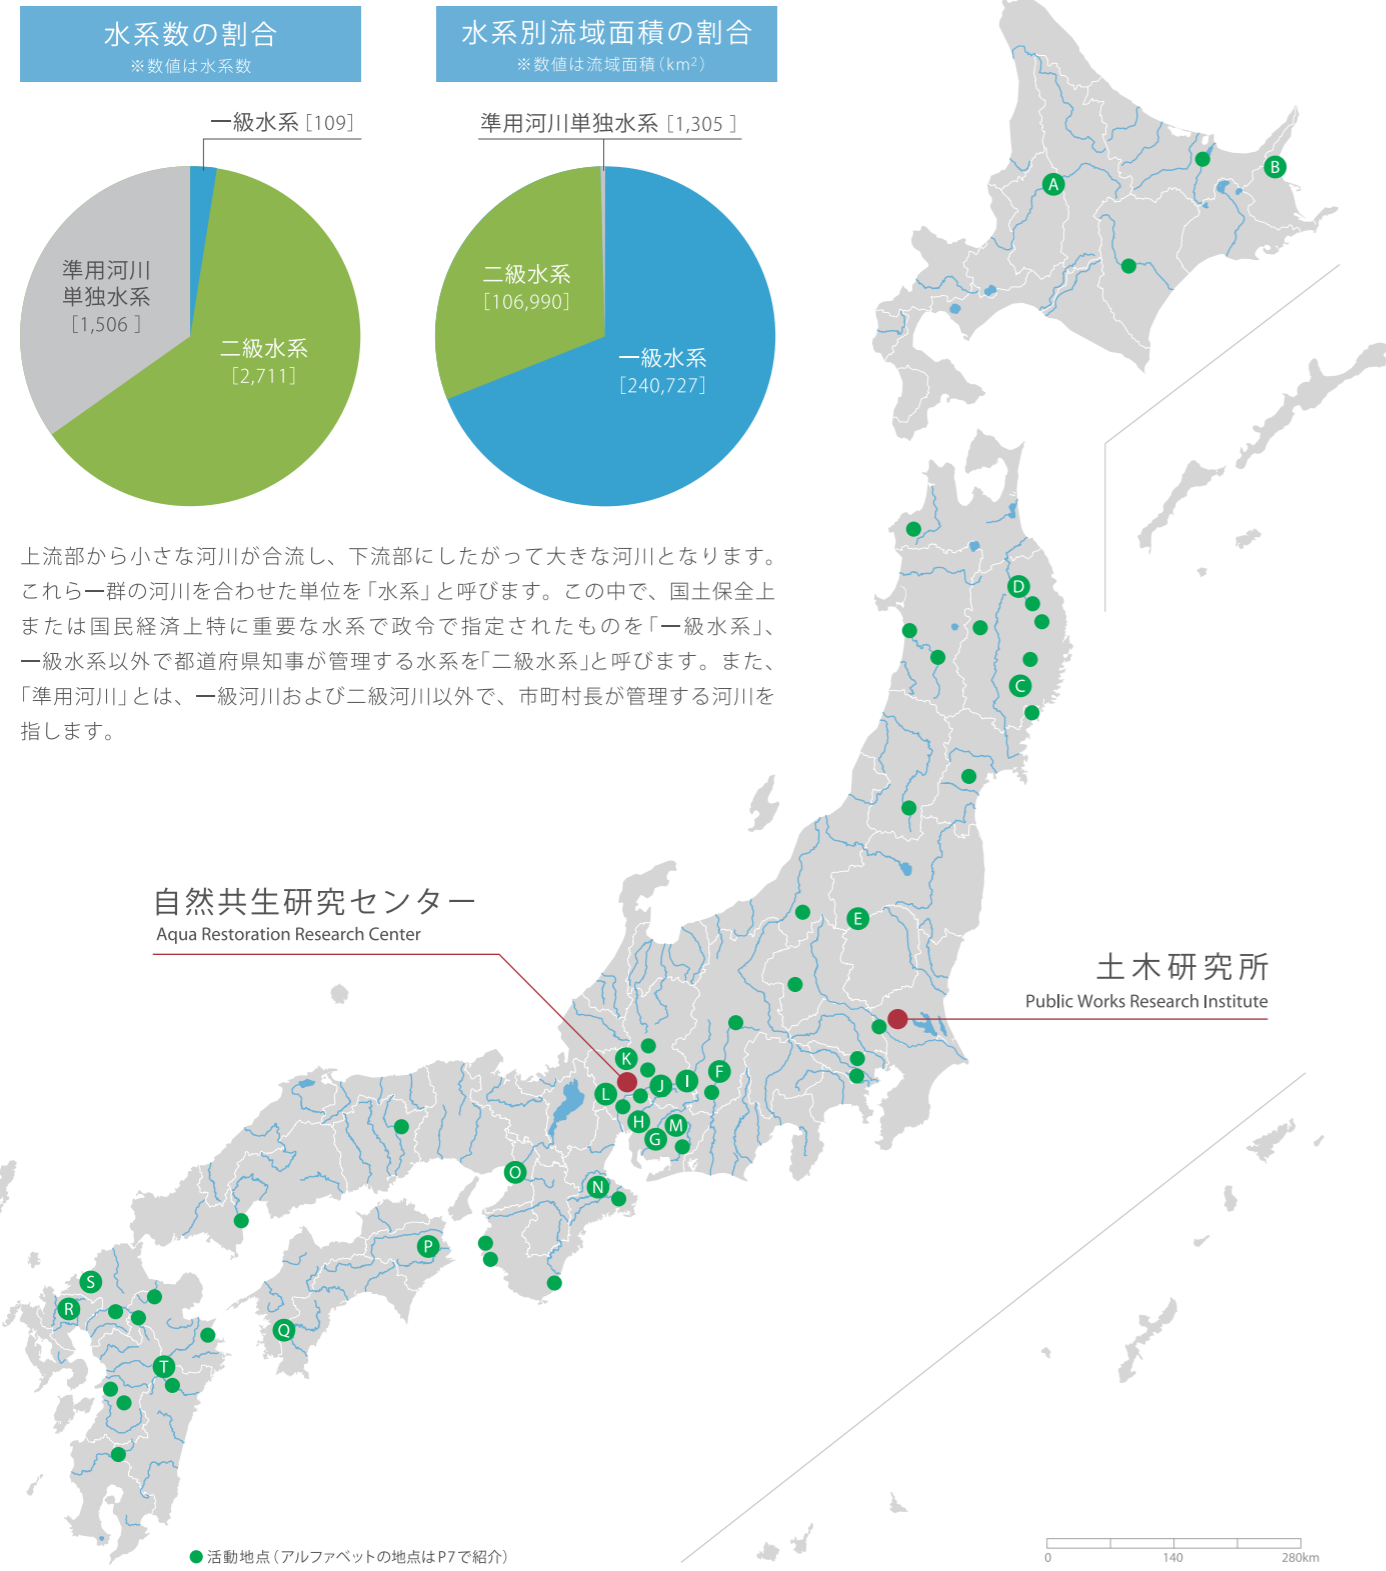 水系数の割合
※数値は水系数
水系別流域面積の割合
※数値は流域面積（km²）
一級水系［109］
準用河川
単独水系
［1,506 ］
二級水系
［2,711］
準用河川単独水系［1,305 ］
二級水系
［106,990］
一級水系
［240,727］
上流部から小さな河川が合流し、下流部にしたがって大きな河川となります。
これら一群の河川を合わせた単位を「水系」と呼びます。この中で、国土保全上
または国民経済上特に重要な水系で政令で指定されたものを「一級水系」、
一級水系以外で都道府県知事が管理する水系を「二級水系」と呼びます。また、
「準用河川」とは、一級河川および二級河川以外で、市町村長が管理する河川を
指します。
A
B
D
C
E
自然共生研究センター
Aqua Restoration Research Center
土木研究所
Public Works Research Institute
K
F
I
J
L
H
M
G
O
N
P
S
R
Q
T
活動地点（アルファベットの地点はP7で紹介）
0 140 280km